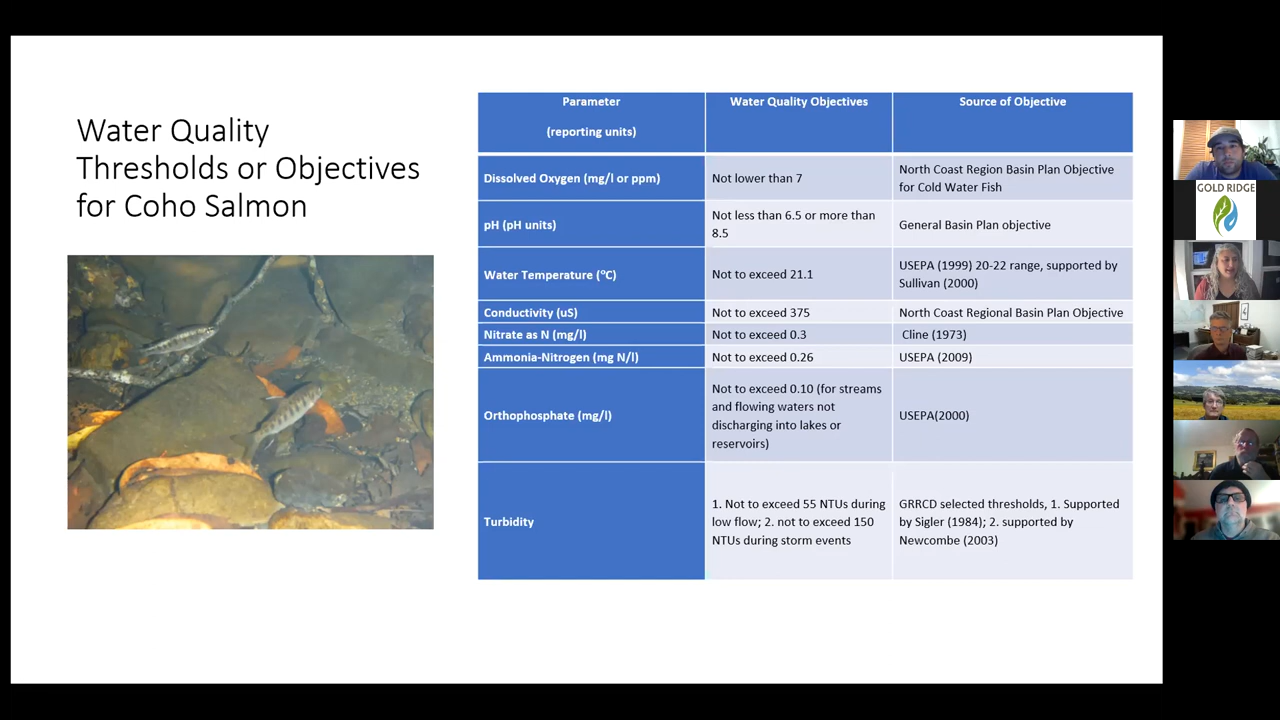 Water Quality
Thresholds or Objectives
for Coho Salmon
Parameter
(reporting units)
Water Quality Objectives
Source of Objective
Dissolved Oxygen (mg/l or ppm)
Not lower than 7
North Coast Region Basin Plan Objective
for Cold Water Fish
pH (pH units)
Not less than 6.5 or more than
8.5
General Basin Plan objective
Water Temperature (°C)
Not to exceed 21.1
USEPA (1999) 20-22 range, supported by
Sullivan (2000)
Conductivity (uS)
Not to exceed 375
North Coast Regional Basin Plan Objective
Nitrate as N (mg/l)
Not to exceed 0.3
Cline (1973)
Ammonia-Nitrogen (mg N/l)
Not to exceed 0.26
USEPA (2009)
Orthophosphate (mg/l)
Not to exceed 0.10 (for streams
and flowing waters not
discharging into lakes or
reservoirs)
USEPA(2000)
Turbidity
1. Not to exceed 55 NTUs during
low flow; 2. not to exceed 150
NTUs during storm events
GRRCD selected thresholds, 1. Supported
by Sigler (1984); 2. supported by
Newcombe (2003)
GOLD RIDGE